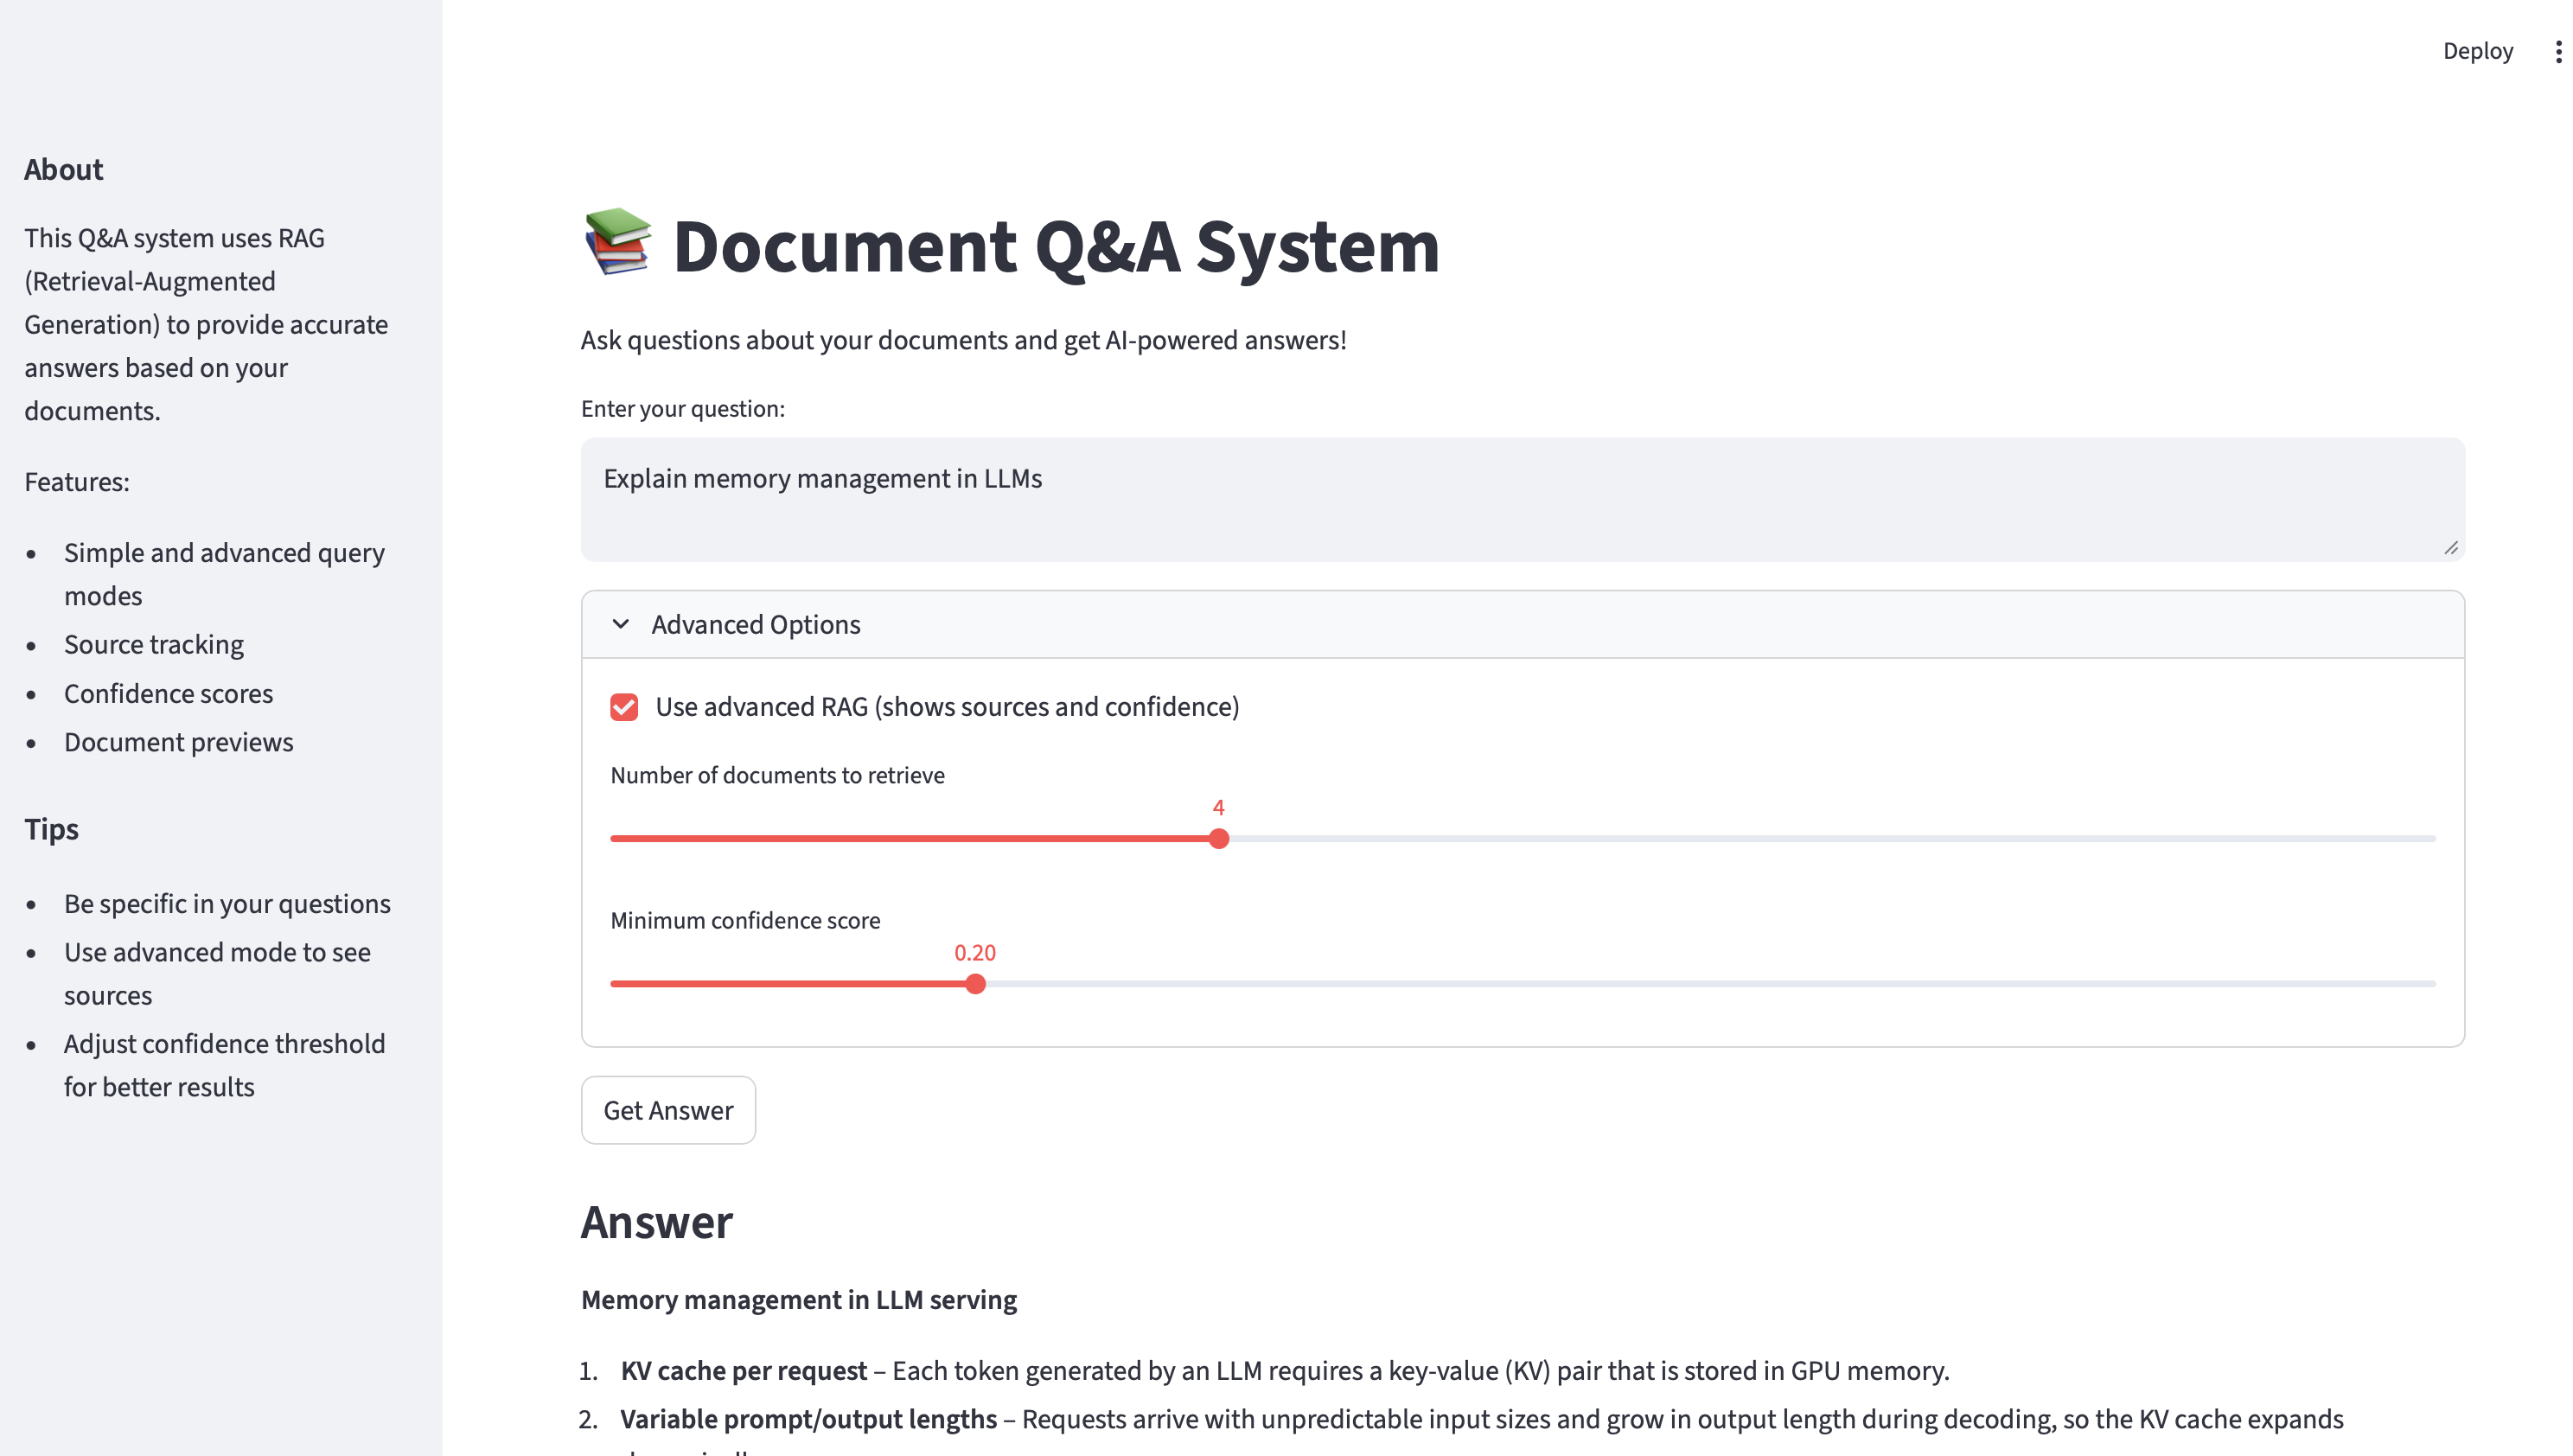 Deploy
About
This Q&A system uses RAG
(Retrieval-Augmented
Generation) to provide accurate
answers based on your
documents.
Features:
• Simple and advanced query
modes
• Source tracking
• Confidence scores
• Document previews
Tips
• Be specific in your questions
• Use advanced mode to see
sources
• Adjust confidence threshold
for better results
Document Q&A System
Ask questions about your documents and get AI-powered answers!
Enter your question:
Explain memory management in LLMs
Advanced Options
Use advanced RAG (shows sources and confidence)
Number of documents to retrieve
4
Minimum confidence score
0.20
Get Answer
Answer
Memory management in LLM serving
1. KV cache per request – Each token generated by an LLM requires a key-value (KV) pair that is stored in GPU memory.
2. Variable prompt/output lengths – Requests arrive with unpredictable input sizes and grow in output length during decoding, so the KV cache expands